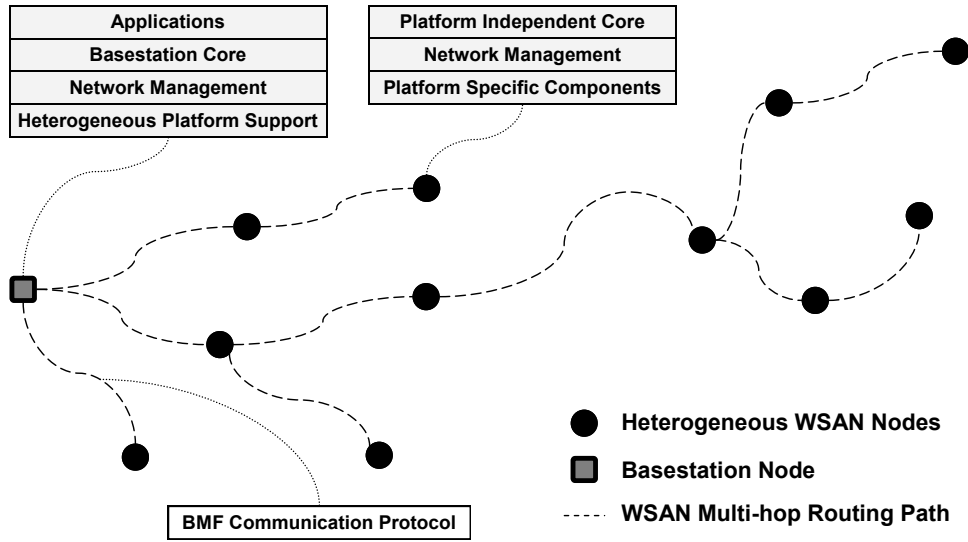 Applications
Basestation Core
Network Management
Heterogeneous Platform Support
Platform Independent Core
Network Management
Platform Specific Components
Heterogeneous WSAN Nodes
Basestation Node
WSAN Multi-hop Routing Path
BMF Communication Protocol